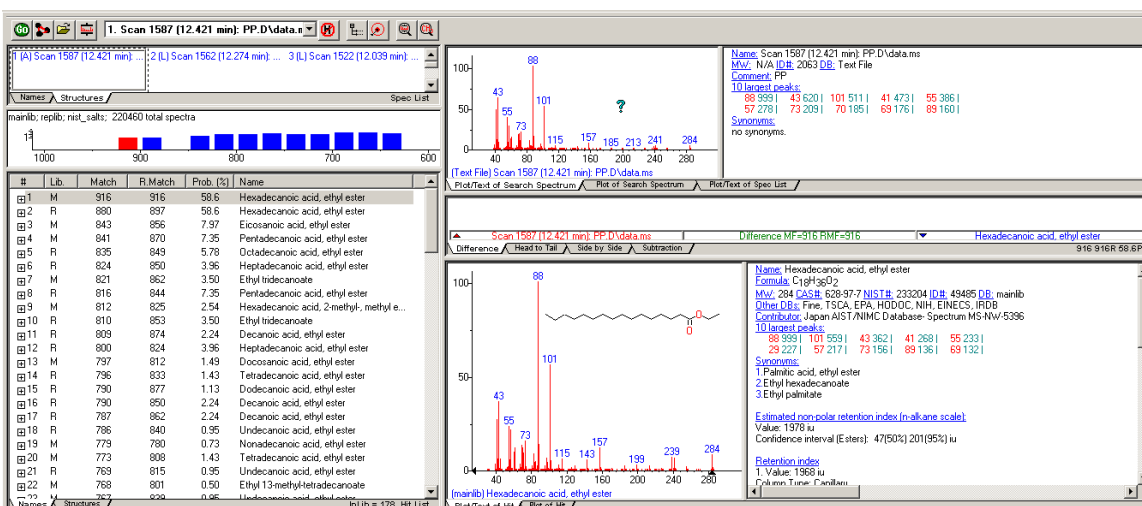 1. Scan 1587 (12.421 min): PP.D\data.n
1 (A) Scan 1587 (12.421 min): ... 2 (L) Scan 1562 (12.274 min): ... 3 (L) Scan 1522 (12.039 min): ...
Names Structures Spec List
mainlib; replib; nist_salts; 220460 total spectra
13
1000 900 800 700 600
# Lib. Match R.Match Prob. (%) Name
1 M 916 916 58.6 Hexadecanoic acid, ethyl ester
2 R 880 897 58.6 Hexadecanoic acid, ethyl ester
3 M 843 856 7.97 Eicosanoic acid, ethyl ester
4 M 841 870 7.35 Pentadecanoic acid, ethyl ester
5 R 835 849 5.78 Octadecanoic acid, ethyl ester
6 R 824 850 3.96 Heptadecanoic acid, ethyl ester
7 M 821 862 3.50 Ethyl tridecanoate
8 R 816 844 7.35 Pentadecanoic acid, ethyl ester
9 M 812 825 2.54 Hexadecanoic acid, 2-methyl-, methyl e...
10 R 810 853 3.50 Ethyl tridecanoate
11 R 809 874 2.24 Decanoic acid, ethyl ester
12 R 800 824 3.96 Heptadecanoic acid, ethyl ester
13 M 797 812 1.49 Docosanoic acid, ethyl ester
14 R 796 833 1.43 Tetradecanoic acid, ethyl ester
15 R 790 877 1.13 Dodecanoic acid, ethyl ester
16 R 790 850 2.24 Decanoic acid, ethyl ester
17 R 787 862 2.24 Decanoic acid, ethyl ester
18 R 786 840 0.95 Undecanoic acid, ethyl ester
19 M 779 780 0.73 Nonadecanoic acid, ethyl ester
20 M 773 808 1.43 Tetradecanoic acid, ethyl ester
21 R 769 815 0.95 Undecanoic acid, ethyl ester
22 M 768 801 0.50 Ethyl 13-methyl-tetradecanoate
23 M 767 839 0.95 Undecanoic acid, ethyl ester
Names Structures InLib = 178, Hit List
100
50
0
88
43
55
73
101
115 157 185 213 241 284
?
40 80 120 160 200 240 280
(Text File) Scan 1587 (12.421 min): PP.D\data.ms
Plot/Text of Search Spectrum Plot of Search Spectrum Plot/Text of Spec List
Name: Scan 1587 (12.421 min): PP.D\data.ms
MW: N/A ID#: 2063 DB: Text File
Comment: PP
10 largest peaks:
88 999 | 43 620 | 101 511 | 41 473 | 55 386 |
57 278 | 73 209 | 70 185 | 69 176 | 89 160 |
Synonyms:
no synonyms.
Scan 1587 (12.421 min): PP.D\data.ms Difference MF=916 RMF=916 Hexadecanoic acid, ethyl ester
Difference Head to Tail Side by Side Subtraction 916 916R 58.6P
100
50
0
88
101
43
55
73
115 143 157 199 239 284
O
O
40 80 120 160 200 240 280
(mainlib) Hexadecanoic acid, ethyl ester
Plot/Text of Hit Plot of Hit
Name: Hexadecanoic acid, ethyl ester
Formula: C18H36O2
MW: 284 CAS#: 628-97-7 NIST#: 233204 ID#: 49485 DB: mainlib
Other DBs: Fine, TSCA, EPA, HODOC, NIH, EINECS, IRDB
Contributor: Japan AIST/NIMC Database- Spectrum MS-NW-5396
10 largest peaks:
88 999 | 101 559 | 43 362 | 41 268 | 55 233 |
29 227 | 57 217 | 73 156 | 89 136 | 69 132 |
Synonyms:
1.Palmitic acid, ethyl ester
2.Ethyl hexadecanoate
3.Ethyl palmitate
Estimated non-polar retention index (n-alkane scale):
Value: 1978 iu
Confidence interval (Esters): 47(50%) 201(95%) iu
Retention index
1. Value: 1968 iu
Column Type: Capillary